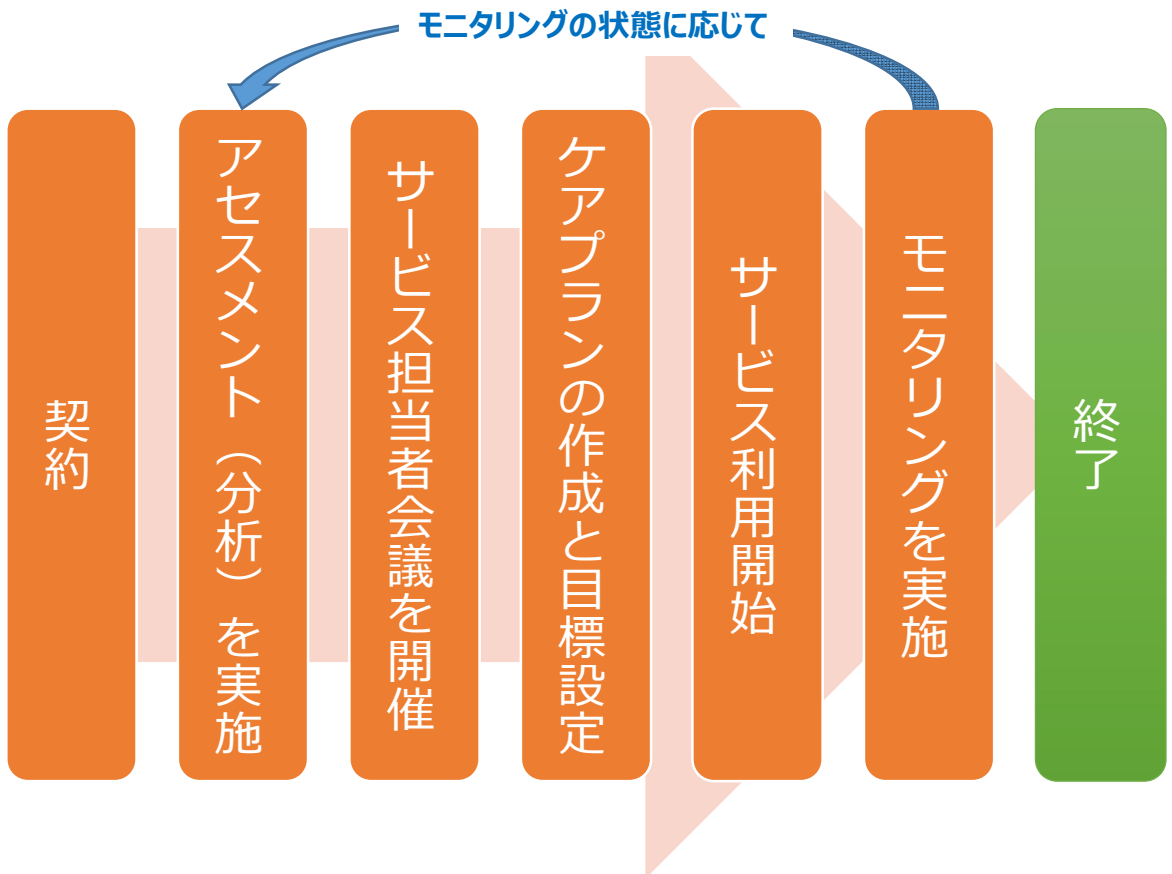 モニタリングの状態に応じて
契約
アセスメント（分析）を実施
サービス担当者会議を開催
ケアプランの作成と目標設定
サービス利用開始
モニタリングを実施
終了